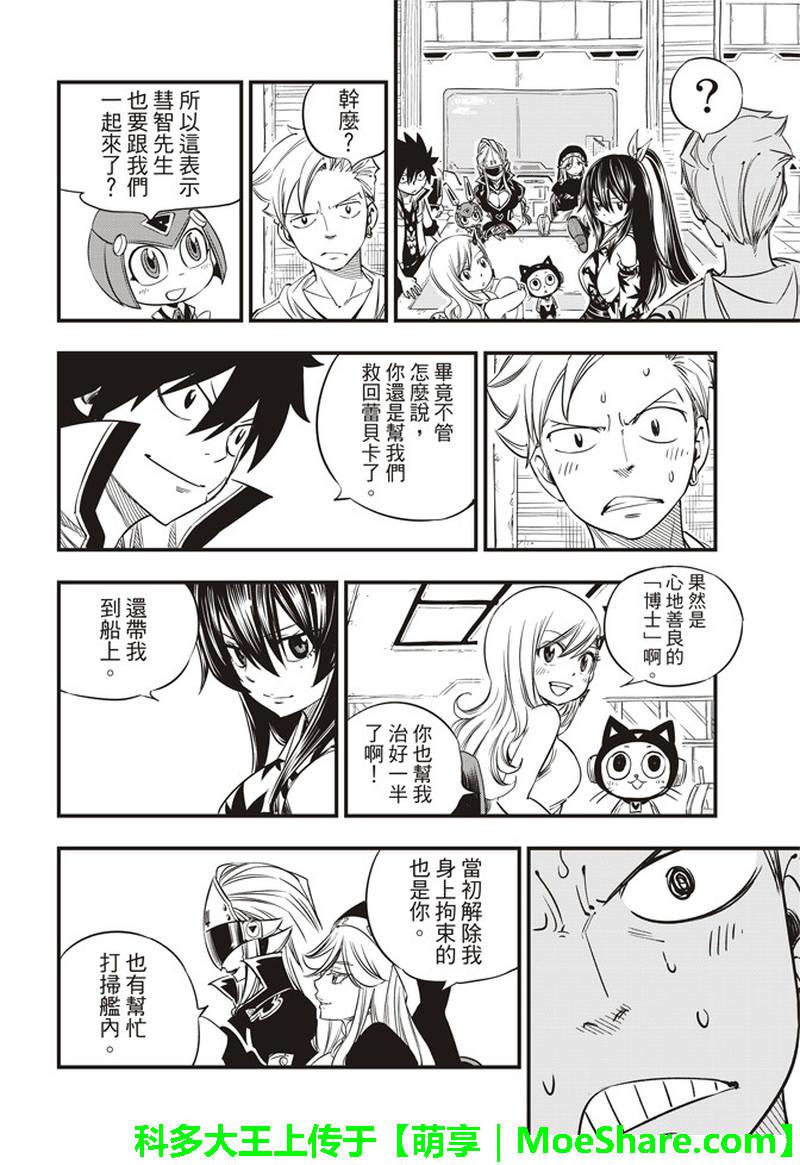 ？
幹麼？
所以這表示
彗智先生
也要跟我們
一起來了？
畢竟不管
怎麼說，
你還是幫我們
救回蕾貝卡了。
果然是
心地善良的
「博士」啊。
你也幫我
治好一半
了啊！
還帶我
到船上。
當初解除我
身上拘束的
也是你。
也有幫忙
打掃艦內。
科多大王上传于【萌享 | MoeShare.com】